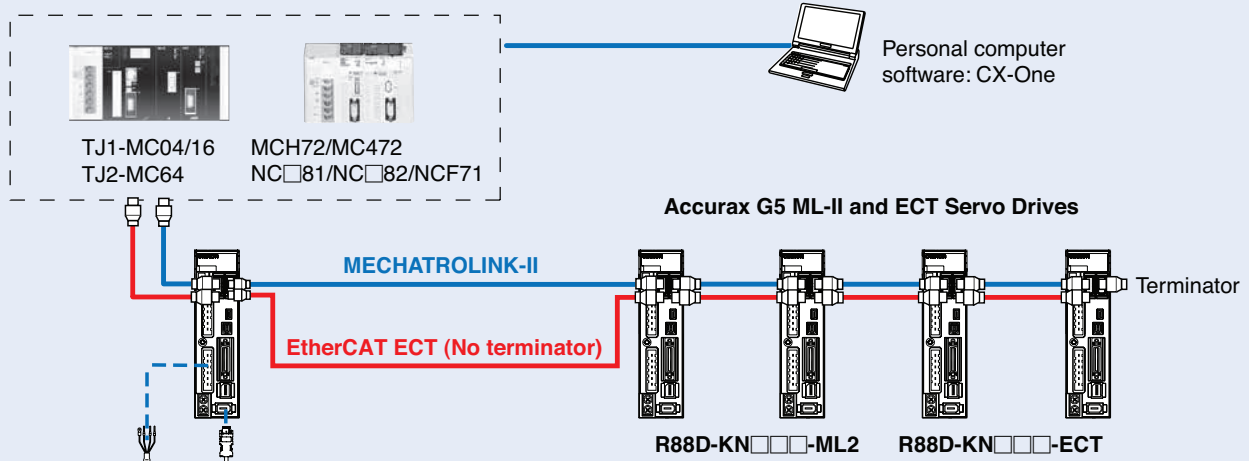 Personal computer
software: CX-One
TJ1-MC04/16
TJ2-MC64
MCH72/MC472
NC□81/NC□82/NCF71
Accurax G5 ML-II and ECT Servo Drives
MECHATROLINK-II
Terminator
EtherCAT ECT (No terminator)
R88D-KN□□□-ML2
R88D-KN□□□-ECT